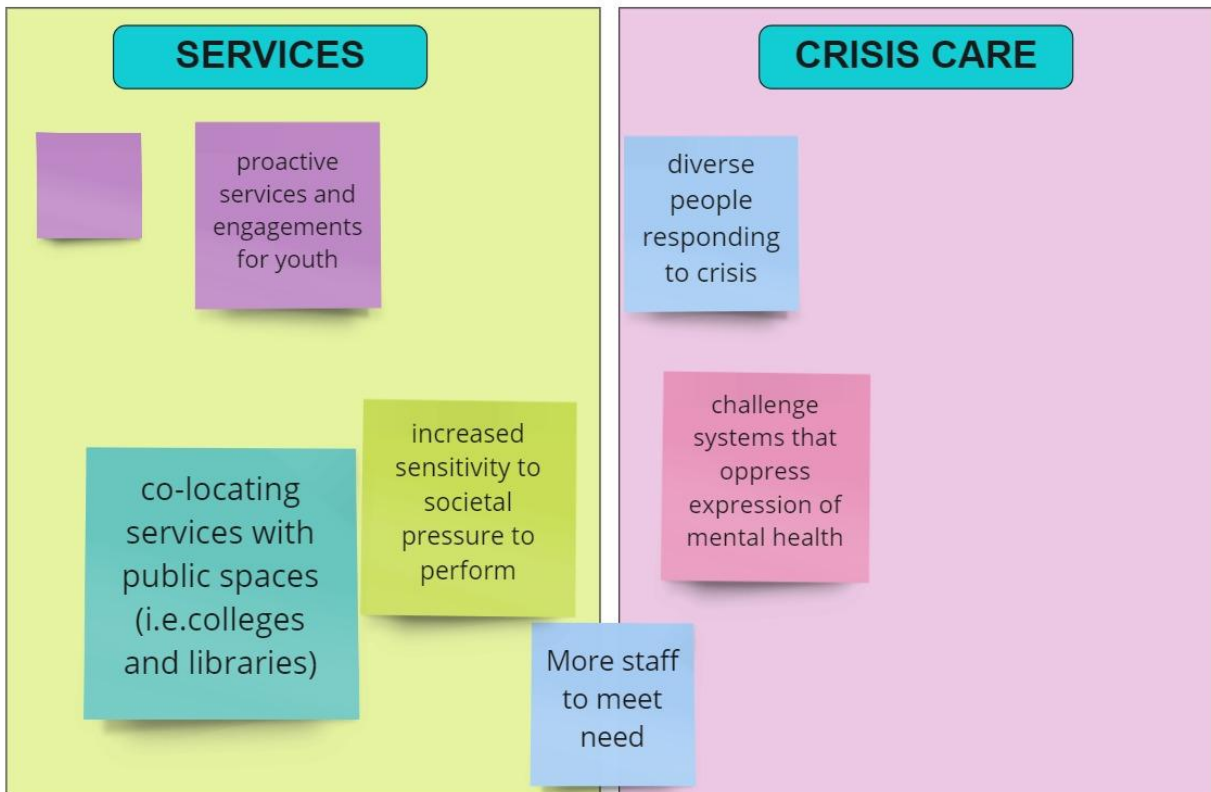 SERVICES
proactive
services and
engagements
for youth
co-locating
services with
public spaces
(i.e.colleges
and libraries)
increased
sensitivity to
societal
pressure to
perform
More staff
to meet
need
CRISIS CARE
diverse
people
responding
to crisis
challenge
systems that
oppress
expression of
mental health